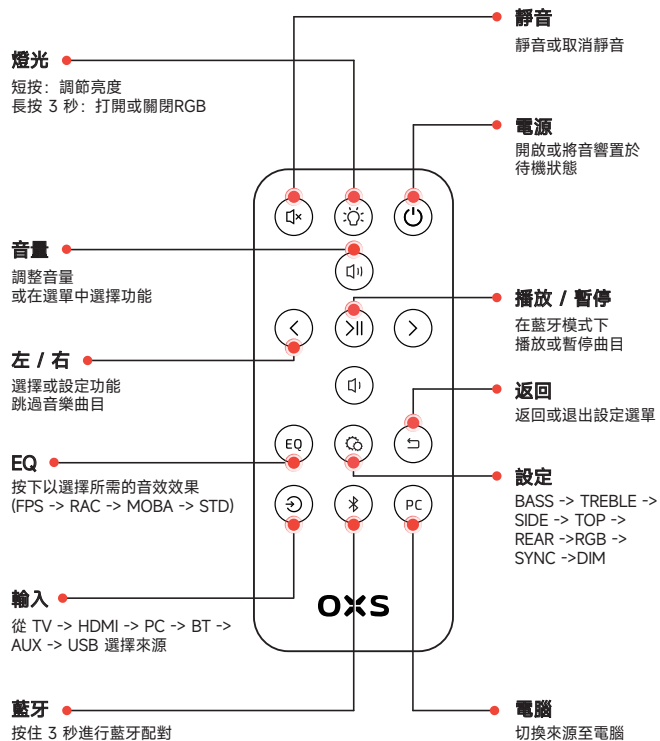 靜音
靜音或取消靜音
燈光
短按：調節亮度
長按 3 秒：打開或關閉RGB
電源
開啟或將音響置於
待機狀態
音量
調整音量
或在選單中選擇功能
播放 / 暫停
在藍牙模式下
播放或暫停曲目
左 / 右
選擇或設定功能
跳過音樂曲目
返回
返回或退出設定選單
EQ
按下以選擇所需的音效效果
(FPS -> RAC -> MOBA -> STD)
EQ
設定
BASS -> TREBLE ->
SIDE -> TOP ->
REAR ->RGB ->
SYNC ->DIM
PC
OXS
輸入
從 TV -> HDMI -> PC -> BT ->
AUX -> USB 選擇來源
藍牙
按住 3 秒進行藍牙配對
電腦
切換來源至電腦